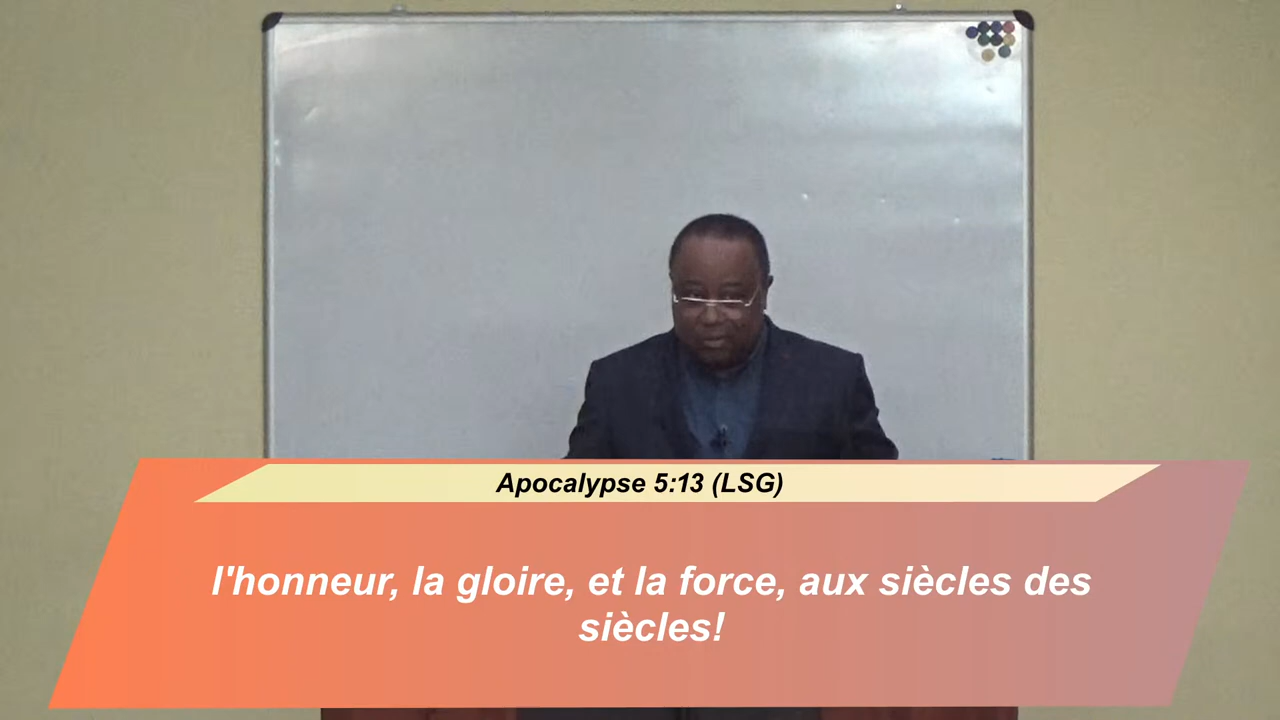 Apocalypse 5:13 (LSG)
l'honneur, la gloire, et la force, aux siècles des
siècles!